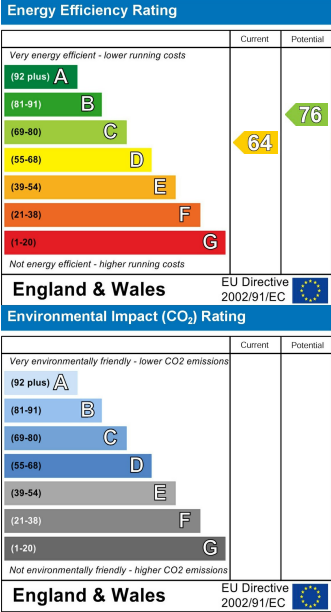 Energy Efficiency Rating
Current Potential
Very energy efficient - lower running costs
(92 plus) A
(81-91) B
(69-80) C
(55-68) D
(39-54) E
(21-38) F
(1-20) G
64
76
Not energy efficient - higher running costs
England & Wales
EU Directive
2002/91/EC
Environmental Impact (CO₂) Rating
Current Potential
Very environmentally friendly - lower CO2 emissions
(92 plus) A
(81-91) B
(69-80) C
(55-68) D
(39-54) E
(21-38) F
(1-20) G
Not environmentally friendly - higher CO2 emissions
England & Wales
EU Directive
2002/91/EC